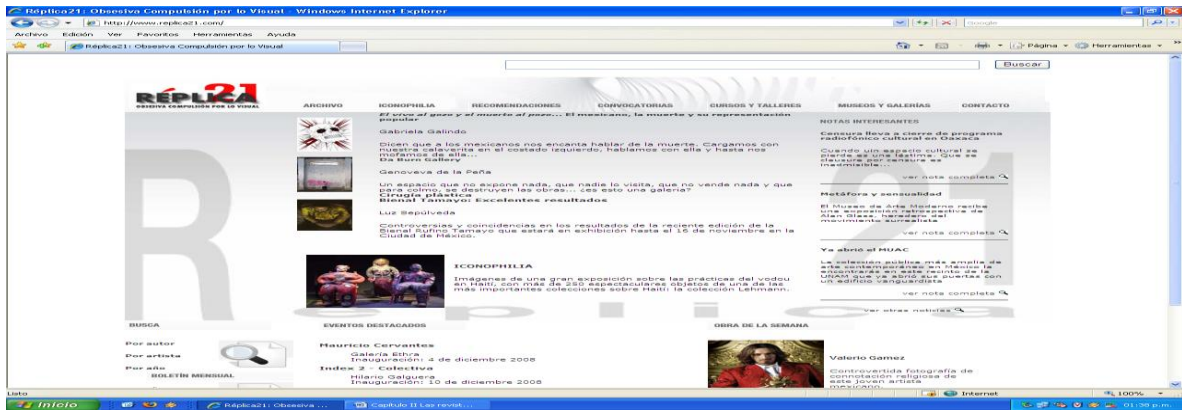 Réplica21: Obsesiva Compulsión por lo Visual - Windows Internet Explorer
http://www.replica21.com/
Google
Archivo Edición Ver Favoritos Herramientas Ayuda
Réplica21: Obsesiva Compulsión por lo Visual
Página Herramientas
Buscar
RÉPLICA 21
OBSESIVA COMPULSIÓN POR LO VISUAL
ARCHIVO ICONOPHILIA RECOMENDACIONES CONVOCATORIAS CURSOS Y TALLERES MUSEOS Y GALERÍAS CONTACTO
El vivo al gozo y el muerto al pozo... El mexicano, la muerte y su representación
popular
Gabriela Galindo
Dicen que a los mexicanos nos encanta hablar de la muerte. Cargamos con
nuestra calaverita en el costado izquierdo, hablamos con ella y hasta nos
mofamos de ella...
Da Burn Gallery
Genoveva de la Peña
Un espacio que no expone nada, que nadie lo visita, que no vende nada y que
para colmo, se destruyen las obras... ¿es esto una galería?
Cirugía plástica
Bienal Tamayo: Excelentes resultados
Luz Sepúlveda
Controversias y coincidencias en los resultados de la reciente edición de la
Bienal Rufino Tamayo que estará en exhibición hasta el 16 de noviembre en la
Ciudad de México.
ICONOPHILIA
Imágenes de una gran exposición sobre las prácticas del vodou
en Haití, con más de 250 espectaculares objetos de una de las
más importantes colecciones sobre Haití: la colección Lehmann.
NOTAS INTERESANTES
Censura lleva a cierre de programa
radiofónico cultural en Oaxaca
Cuando un espacio cultural se
pierde es una lástima. Que se
clausure por censura es
inadmisible...
ver nota completa
Metáfora y sensualidad
El Museo de Arte Moderno recibe
una exposición retrospectiva de
Alan Glass, heredero del
movimiento surrealista
ver nota completa
Ya abrió el MUAC
La colección pública más amplia de
arte contemporáneo en México la
encontrarás en este recinto de la
UNAM que ya abrió sus puertas con
un edificio vanguardista
ver nota completa
ver otras noticias
R 21
Replica
BUSCA
Por autor
Por artista
Por año
BOLETÍN MENSUAL
EVENTOS DESTACADOS
Mauricio Cervantes
Galería Ethra
Inauguración: 4 de diciembre 2008
Index 2 - Colectiva
Hilario Galguera
Inauguración: 10 de diciembre 2008
OBRA DE LA SEMANA
Valerio Gamez
Controvertida fotografía de
connotación religiosa de
este joven artista
mexicano.
Listo Internet 100%
Inicio Réplica21: Obsesiva ... Capitulo II Las revist... 01:38 p.m.